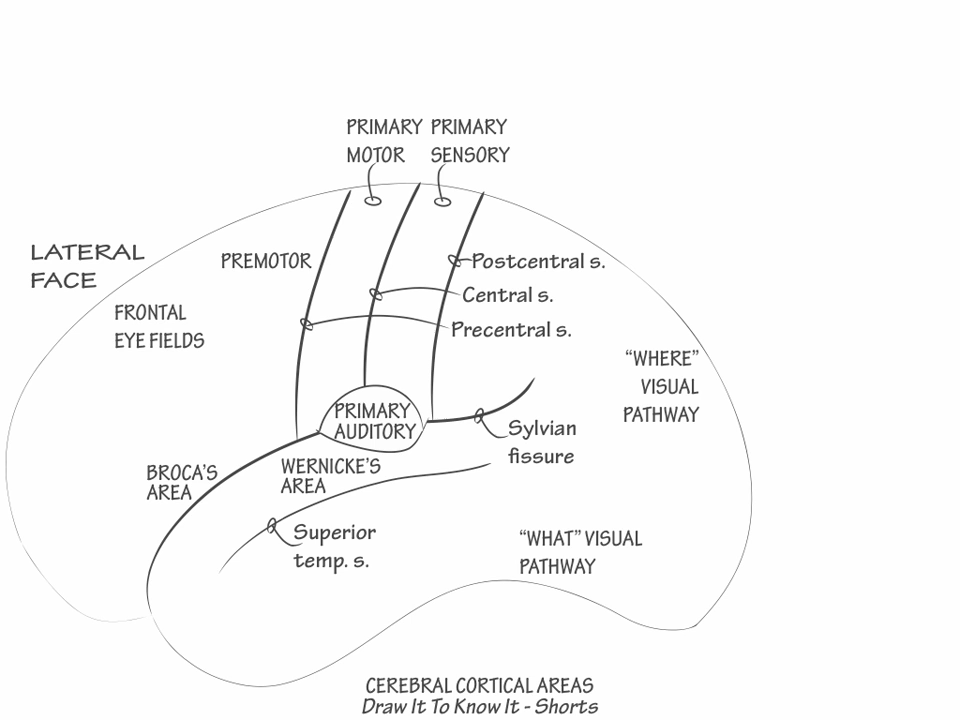 PRIMARY MOTOR
PRIMARY SENSORY
LATERAL
FACE
PREMOTOR
Postcentral s.
Central s.
FRONTAL
EYE FIELDS
Precentral s.
“WHERE”
VISUAL
PATHWAY
PRIMARY
AUDITORY
Sylvian
fissure
BROCA’S
AREA
WERNICKE’S
AREA
Superior
temp. s.
“WHAT” VISUAL
PATHWAY
CEREBRAL CORTICAL AREAS
Draw It To Know It - Shorts